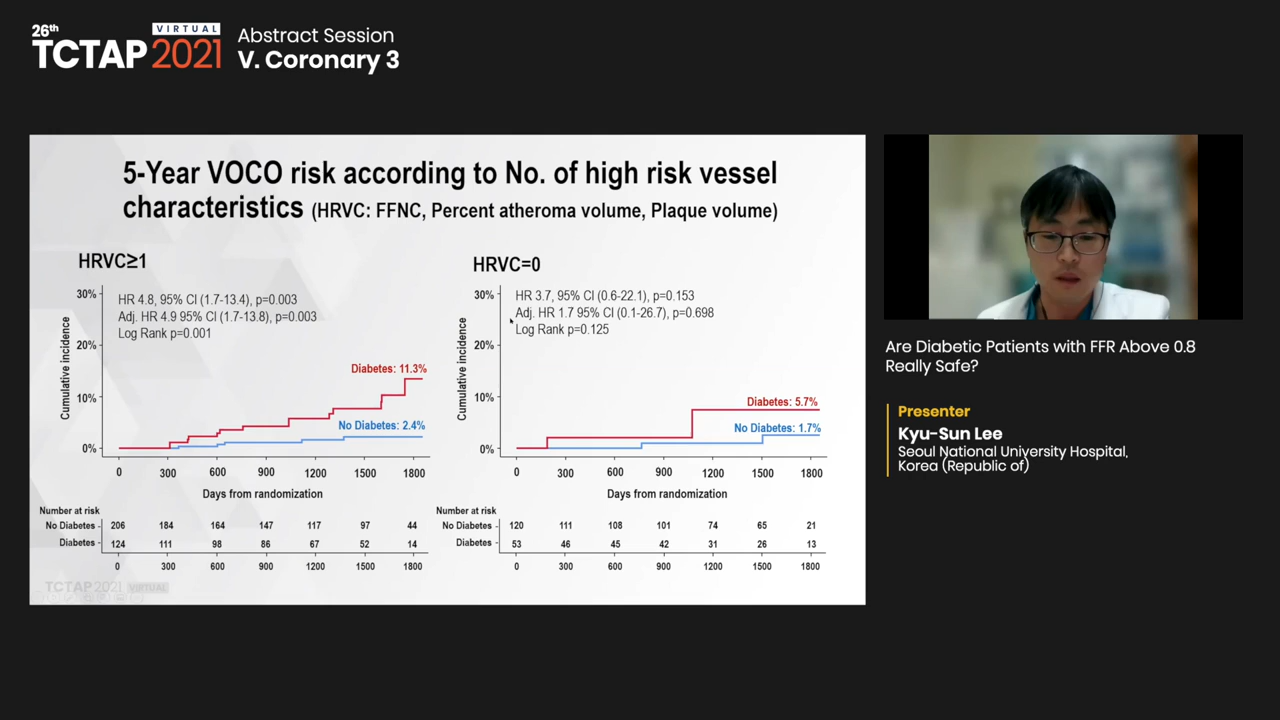 26th
VIRTUAL
TCTAP 2021
Abstract Session
V. Coronary 3
5-Year VOCO risk according to No. of high risk vessel
characteristics (HRVC: FFNC, Percent atheroma volume, Plaque volume)
HRVC≥1
HR 4.8, 95% CI (1.7-13.4), p=0.003
Adj. HR 4.9 95% CI (1.7-13.8), p=0.003
Log Rank p=0.001
Cumulative incidence
30%
20%
10%
0%
Diabetes: 11.3%
No Diabetes: 2.4%
0 300 600 900 1200 1500 1800
Days from randomization
Number at risk
No Diabetes 206 184 164 147 117 97 44
Diabetes 124 111 98 86 67 52 14
0 300 600 900 1200 1500 1800
HRVC=0
HR 3.7, 95% CI (0.6-22.1), p=0.153
Adj. HR 1.7 95% CI (0.1-26.7), p=0.698
Log Rank p=0.125
Cumulative incidence
30%
20%
10%
0%
Diabetes: 5.7%
No Diabetes: 1.7%
0 300 600 900 1200 1500 1800
Days from randomization
Number at risk
No Diabetes 120 111 108 101 74 65 21
Diabetes 53 46 45 42 31 26 13
0 300 600 900 1200 1500 1800
TCTAP 2021 VIRTUAL
Are Diabetic Patients with FFR Above 0.8
Really Safe?
Presenter
Kyu-Sun Lee
Seoul National University Hospital,
Korea (Republic of)